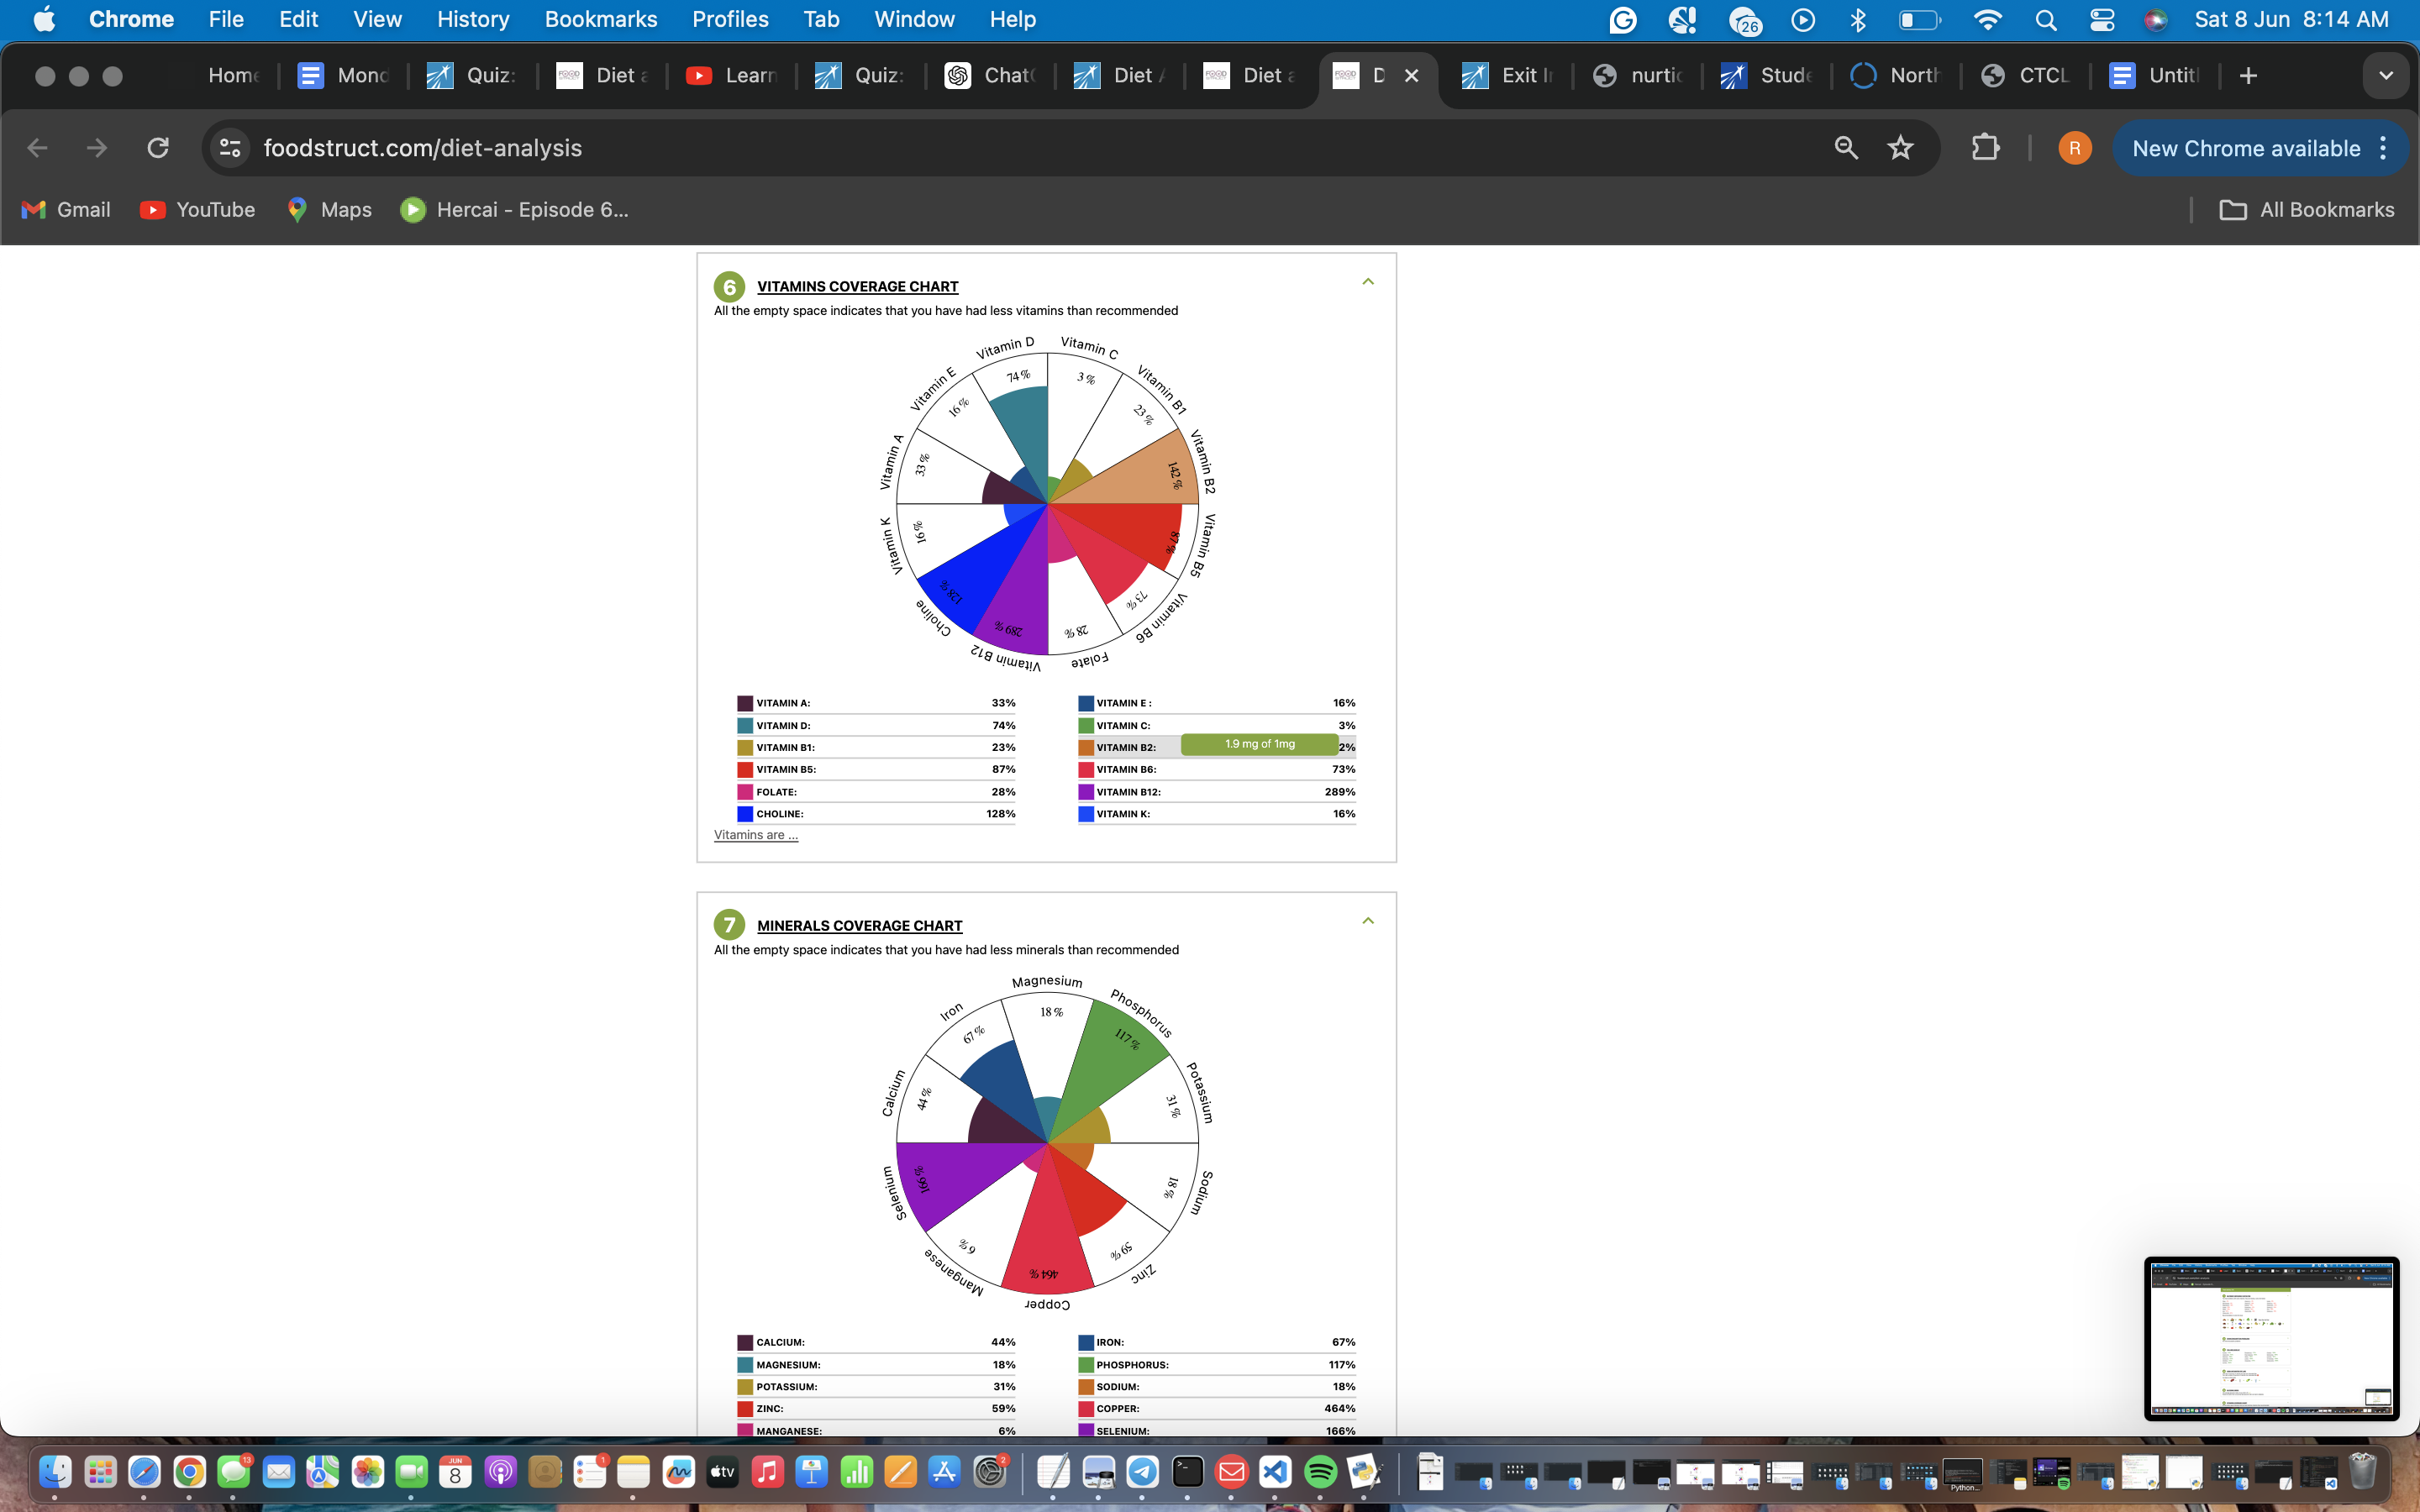 Chrome File Edit View History Bookmarks Profiles Tab Window Help 26 Sat 8 Jun 8:14 AM
Home Mond Quiz: Diet a Learn Quiz: Chat Diet Diet a D Exit nurtic Stude North CTCL Untitl
foodstruct.com/diet-analysis R New Chrome available
Gmail YouTube Maps Hercai - Episode 6... All Bookmarks
6 VITAMINS COVERAGE CHART
All the empty space indicates that you have had less vitamins than recommended
Vitamin D 74%
Vitamin C 3%
Vitamin B1 23%
Vitamin B2 142%
Vitamin B5 87%
Vitamin B6 73%
Folate 28%
Vitamin B12 289%
Choline 128%
Vitamin K 16%
Vitamin A 33%
Vitamin E 16%
VITAMIN A: 33% VITAMIN E : 16%
VITAMIN D: 74% VITAMIN C: 3%
VITAMIN B1: 23% VITAMIN B2: 1.9 mg of 1mg 2%
VITAMIN B5: 87% VITAMIN B6: 73%
FOLATE: 28% VITAMIN B12: 289%
CHOLINE: 128% VITAMIN K: 16%
Vitamins are ...
7 MINERALS COVERAGE CHART
All the empty space indicates that you have had less minerals than recommended
Magnesium 18%
Phosphorus 117%
Potassium 31%
Sodium 18%
Zinc 59%
Copper 464%
Manganese 6%
Selenium 166%
Calcium 44%
Iron 67%
CALCIUM: 44% IRON: 67%
MAGNESIUM: 18% PHOSPHORUS: 117%
POTASSIUM: 31% SODIUM: 18%
ZINC: 59% COPPER: 464%
MANGANESE: 6% SELENIUM: 166%
13 JUN 8 1 tv 2 Python...